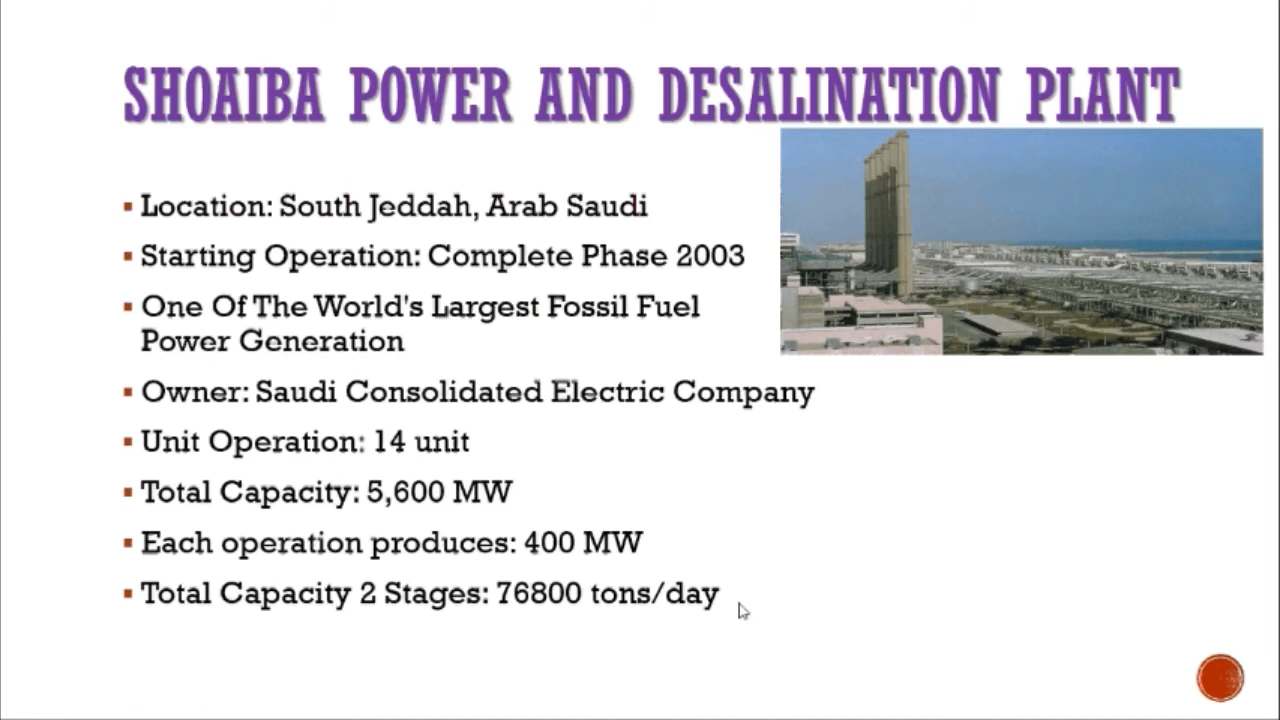 SHOAIBA POWER AND DESALINATION PLANT
▪ Location: South Jeddah, Arab Saudi
▪ Starting Operation: Complete Phase 2003
▪ One Of The World's Largest Fossil Fuel
Power Generation
▪ Owner: Saudi Consolidated Electric Company
▪ Unit Operation: 14 unit
▪ Total Capacity: 5,600 MW
▪ Each operation produces: 400 MW
▪ Total Capacity 2 Stages: 76800 tons/day